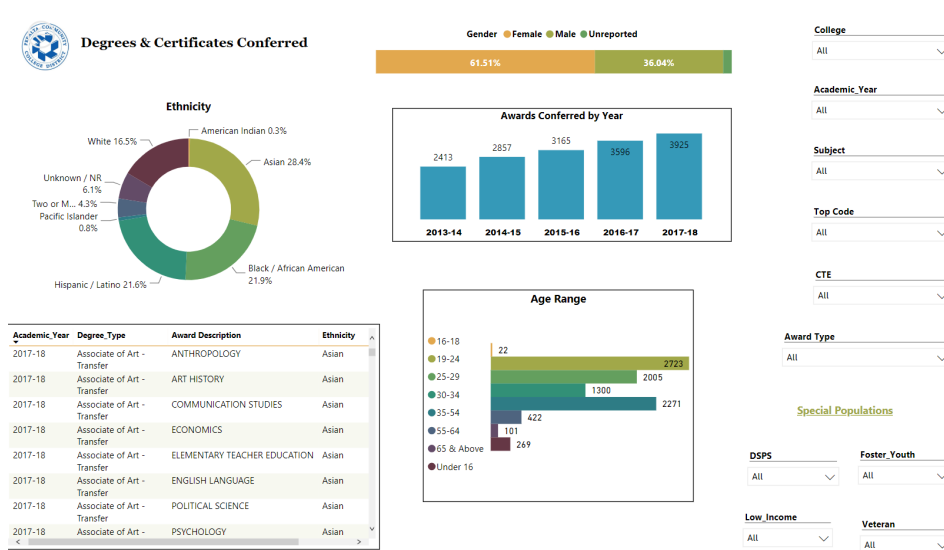 PERALTA COMMUNITY COLLEGE DISTRICT
Degrees & Certificates Conferred
Gender Female Male Unreported
61.51% 36.04%
College
All
Academic_Year
All
Subject
All
Top Code
All
CTE
All
Award Type
All
Special Populations
DSPS
All
Foster_Youth
All
Low_Income
All
Veteran
All
Ethnicity
American Indian 0.3%
White 16.5%
Asian 28.4%
Unknown / NR
6.1%
Two or M... 4.3%
Pacific Islander
0.8%
Black / African American
21.9%
Hispanic / Latino 21.6%
Awards Conferred by Year
2413 2857 3165 3596 3925
2013-14 2014-15 2015-16 2016-17 2017-18
Age Range
16-18 22
19-24 2723
25-29 2005
30-34 1300
35-54 2271
55-64 422
65 & Above 101
Under 16 269
Academic_Year Degree_Type Award Description Ethnicity
2017-18 Associate of Art - ANTHROPOLOGY Asian
Transfer
2017-18 Associate of Art - ART HISTORY Asian
Transfer
2017-18 Associate of Art - COMMUNICATION STUDIES Asian
Transfer
2017-18 Associate of Art - ECONOMICS Asian
Transfer
2017-18 Associate of Art - ELEMENTARY TEACHER EDUCATION Asian
Transfer
2017-18 Associate of Art - ENGLISH LANGUAGE Asian
Transfer
2017-18 Associate of Art - POLITICAL SCIENCE Asian
Transfer
2017-18 Associate of Art - PSYCHOLOGY Asian